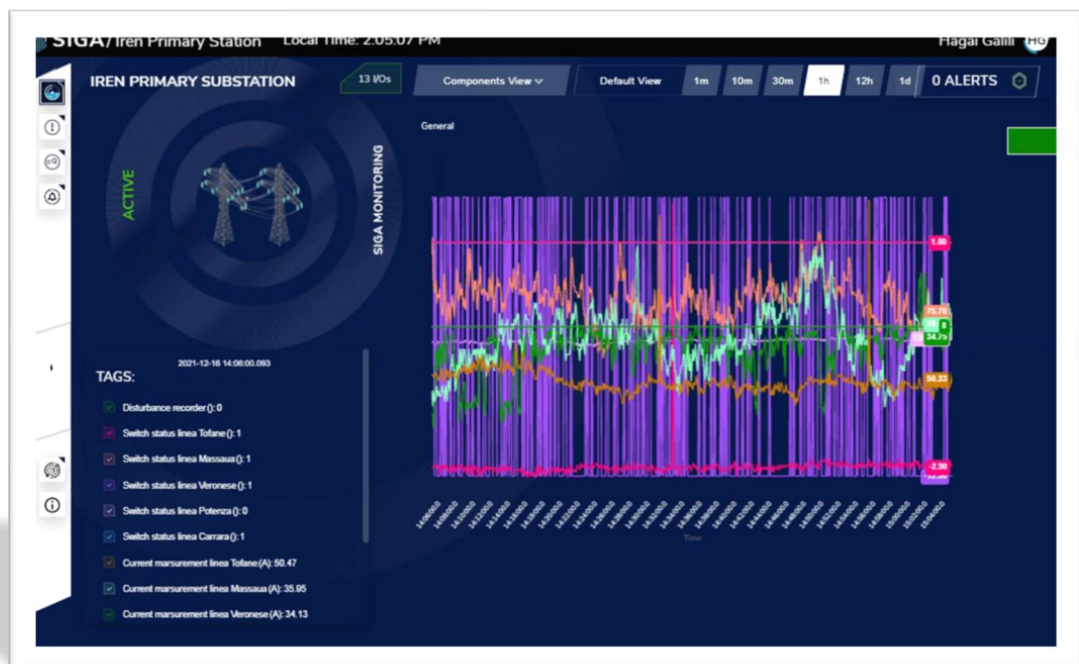 SIGA/Iren Primary Station Local Time: 2:05:07 PM Hagai Galili HG
IREN PRIMARY SUBSTATION
13 I/Os
Components View
Default View
1m
10m
30m
1h
12h
1d
0 ALERTS
General
ACTIVE
SIGA MONITORING
2021-12-16 14:06:00.093
TAGS:
Disturbance recorder(): 0
Switch status linea Tofane(): 1
Switch status linea Massaua(): 1
Switch status linea Veronese(): 1
Switch status linea Potenza(): 0
Switch status linea Carrara(): 1
Current marsurement linea Tofane(A): 50.47
Current marsurement linea Massaua(A): 35.95
Current marsurement linea Veronese(A): 34.13
1.00
34.75
50.33
-2.30
Time